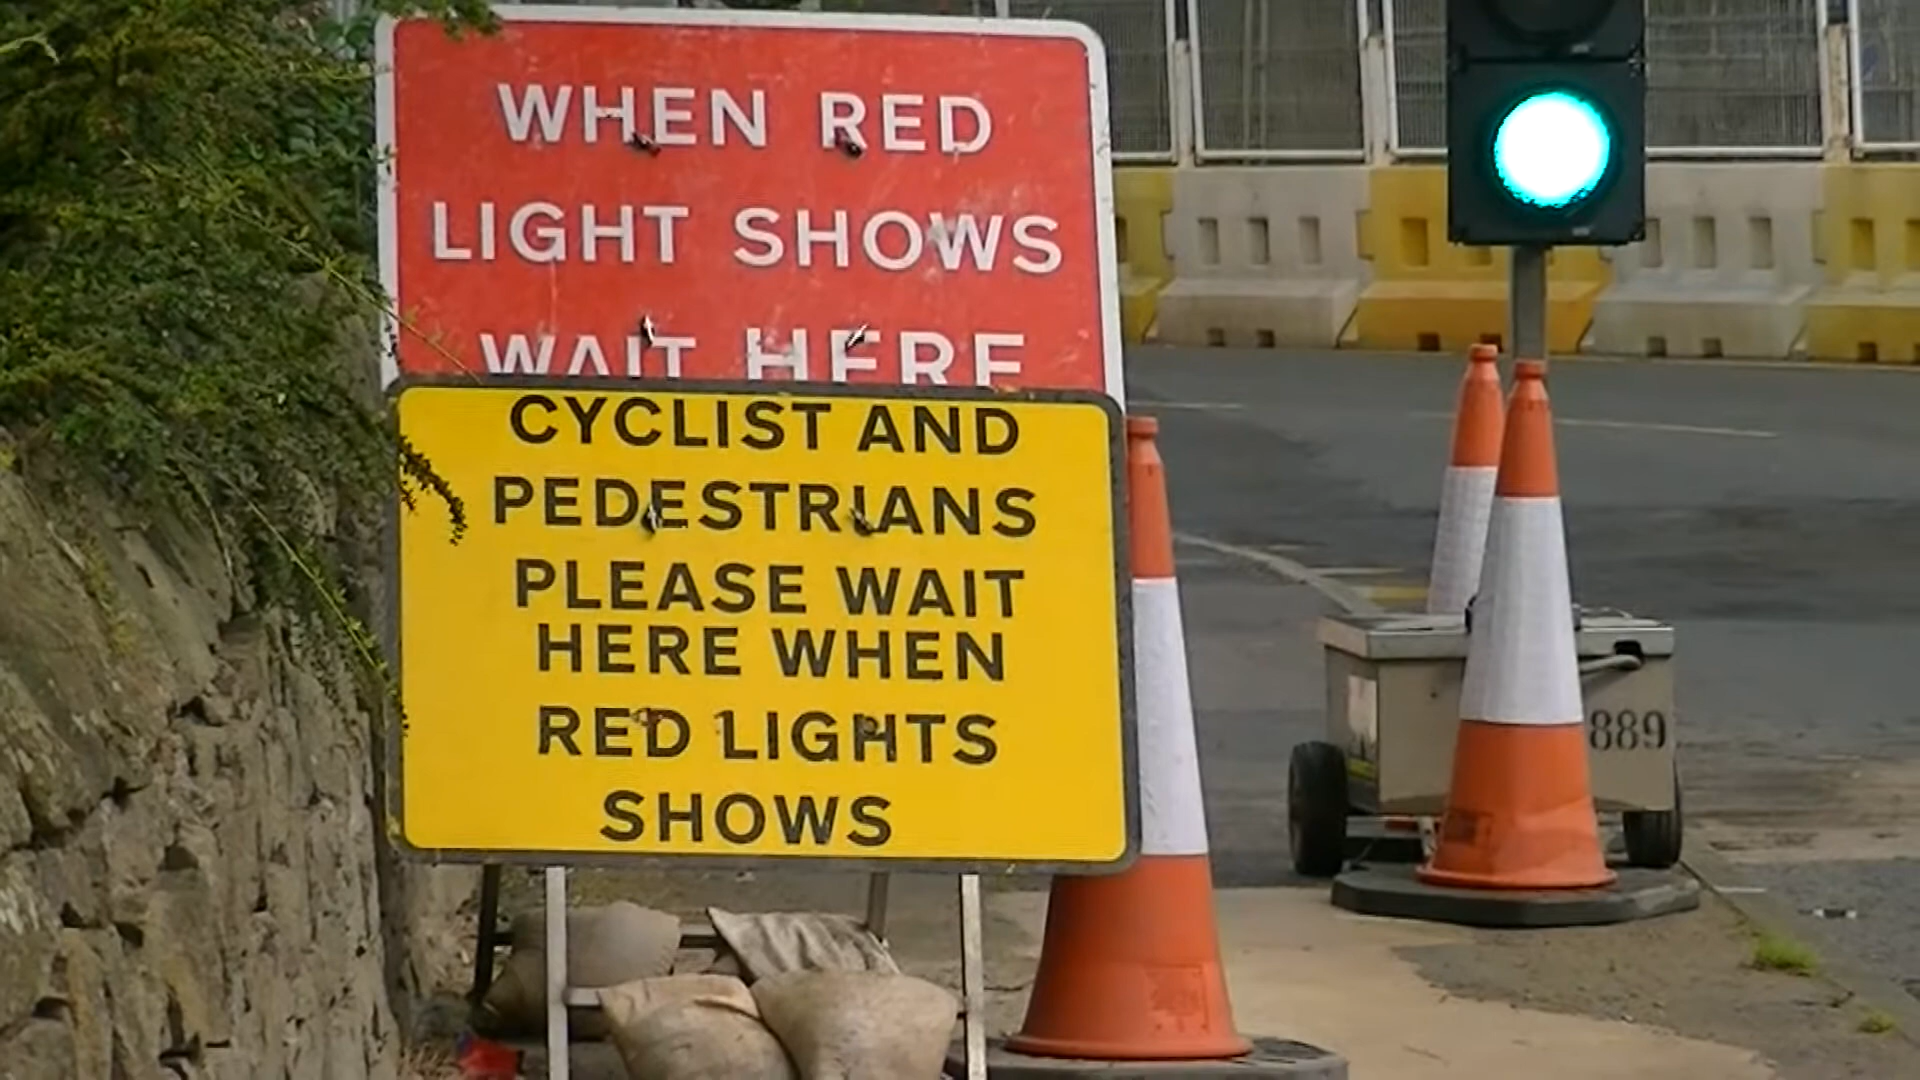 WHEN RED
LIGHT SHOWS
WAIT HERE
CYCLIST AND
PEDESTRIANS
PLEASE WAIT
HERE WHEN
RED LIGHTS
SHOWS
889